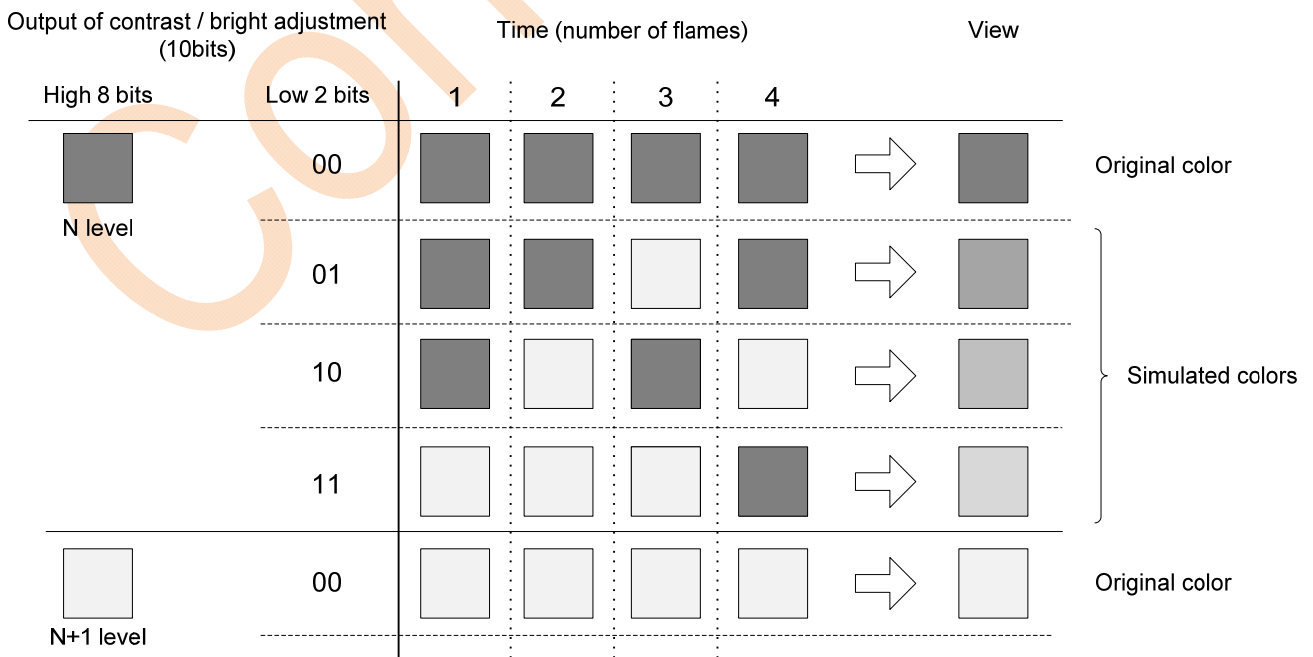 Output of contrast / bright adjustment
(10bits)
Time (number of flames)
View
High 8 bits
Low 2 bits
1
2
3
4
00
Original color
N level
01
10
Simulated colors
11
00
Original color
N+1 level